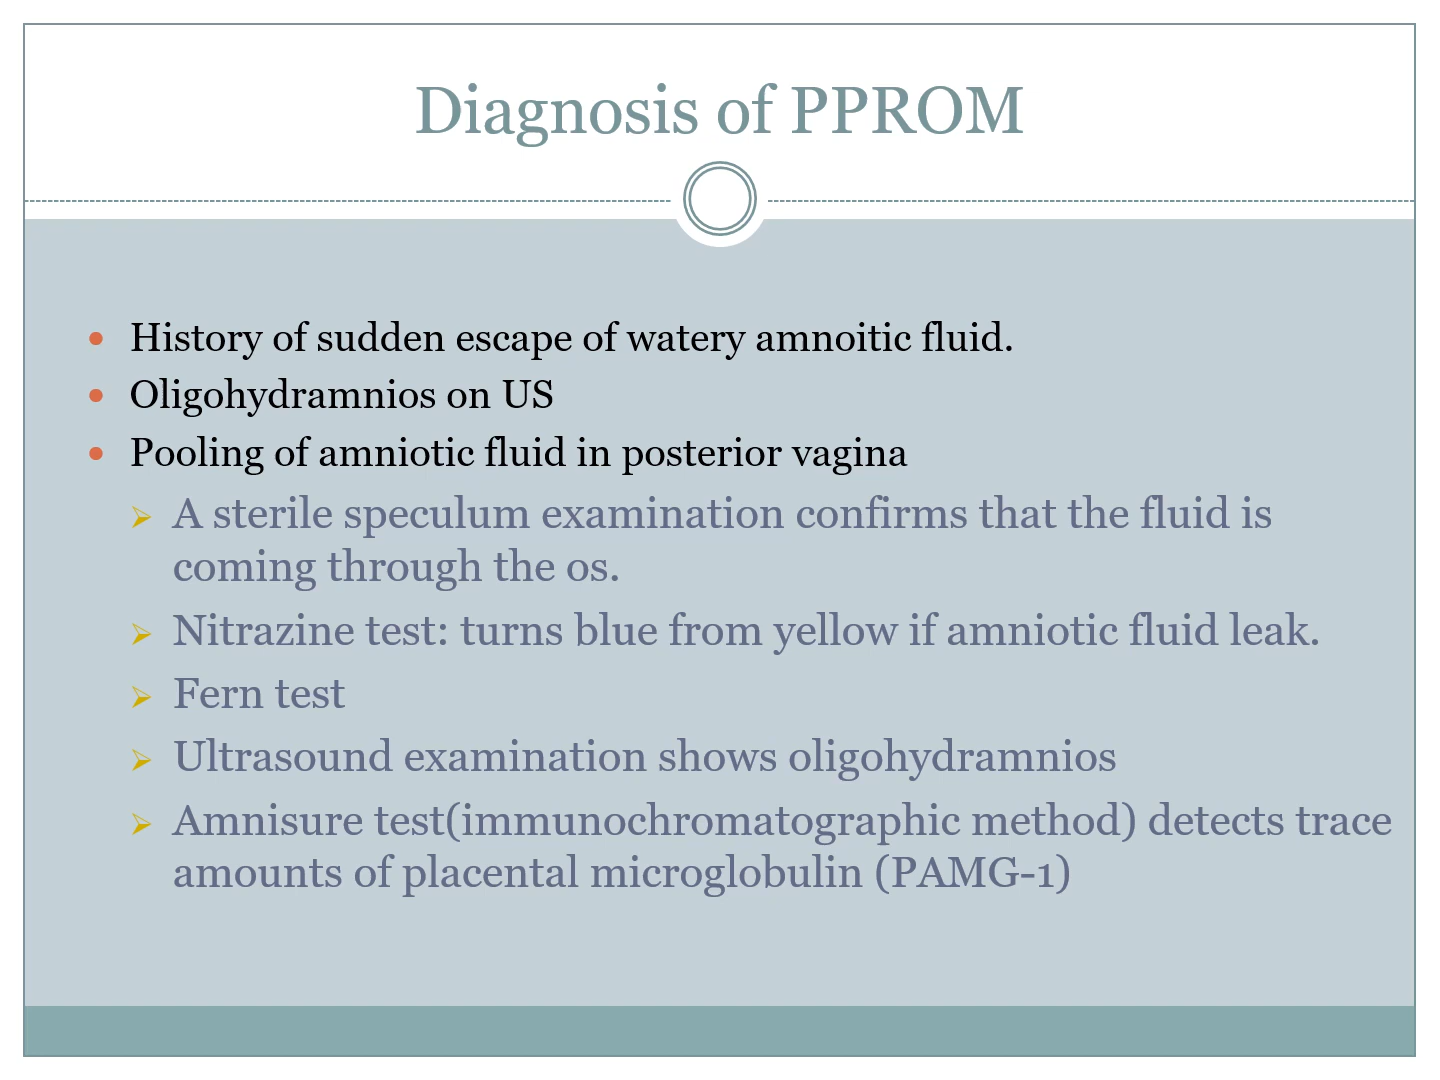 Diagnosis of PPROM
History of sudden escape of watery amnoitic fluid.
Oligohydramnios on US
Pooling of amniotic fluid in posterior vagina
A sterile speculum examination confirms that the fluid is
coming through the os.
Nitrazine test: turns blue from yellow if amniotic fluid leak.
Fern test
Ultrasound examination shows oligohydramnios
Amnisure test(immunochromatographic method) detects trace
amounts of placental microglobulin (PAMG-1)